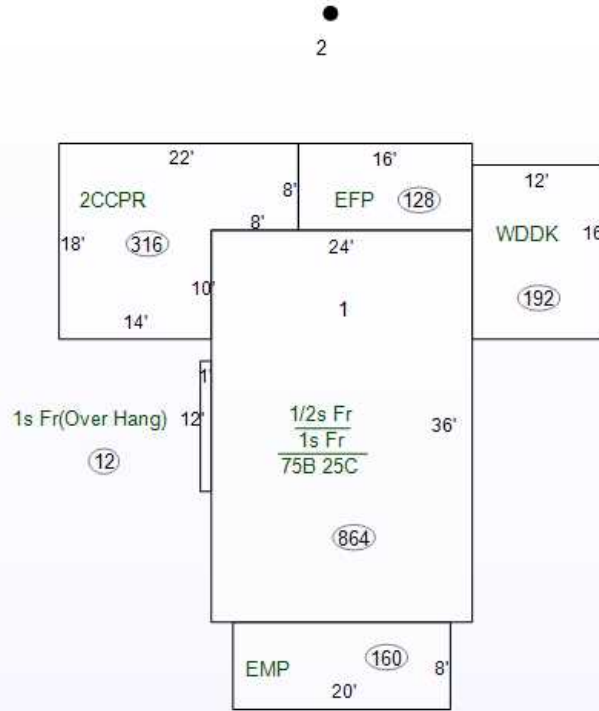 2
22'
16'
12'
2CCPR
8'
EFP
128
8'
WDDK
16
18'
316
24'
10'
192
14'
1
1'
1s Fr(Over Hang)
12'
1/2s Fr
1s Fr
75B 25C
36'
12
864
EMP
160
8'
20'